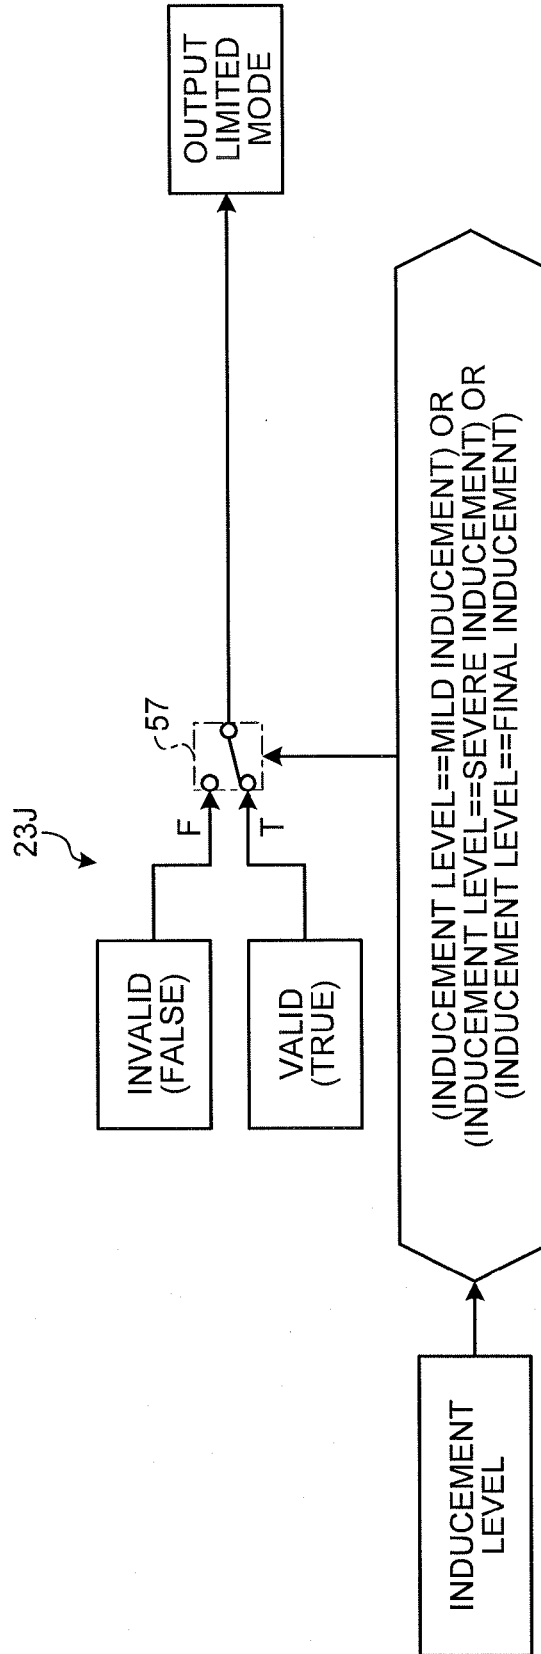 23J
INVALID
(FALSE)
F
57
VALID
(TRUE)
T
OUTPUT
LIMITED
MODE
INDUCEMENT
LEVEL
(INDUCEMENT LEVEL==MILD INDUCEMENT) OR
(INDUCEMENT LEVEL==SEVERE INDUCEMENT) OR
(INDUCEMENT LEVEL==FINAL INDUCEMENT)